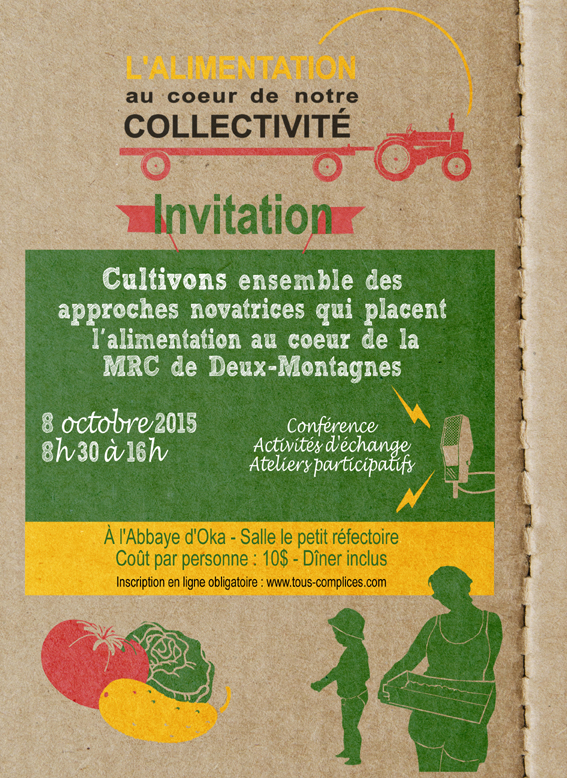 L'ALIMENTATION
au coeur de notre
COLLECTIVITÉ
Invitation
Cultivons ensemble des
approches novatrices qui placent
l'alimentation au coeur de la
MRC de Deux-Montagnes
8 octobre 2015
8h30 à 16h
Conférence
Activités d'échange
Ateliers participatifs
À l'Abbaye d'Oka - Salle le petit réfectoire
Coût par personne : 10$ - Dîner inclus
Inscription en ligne obligatoire : www.tous-complices.com